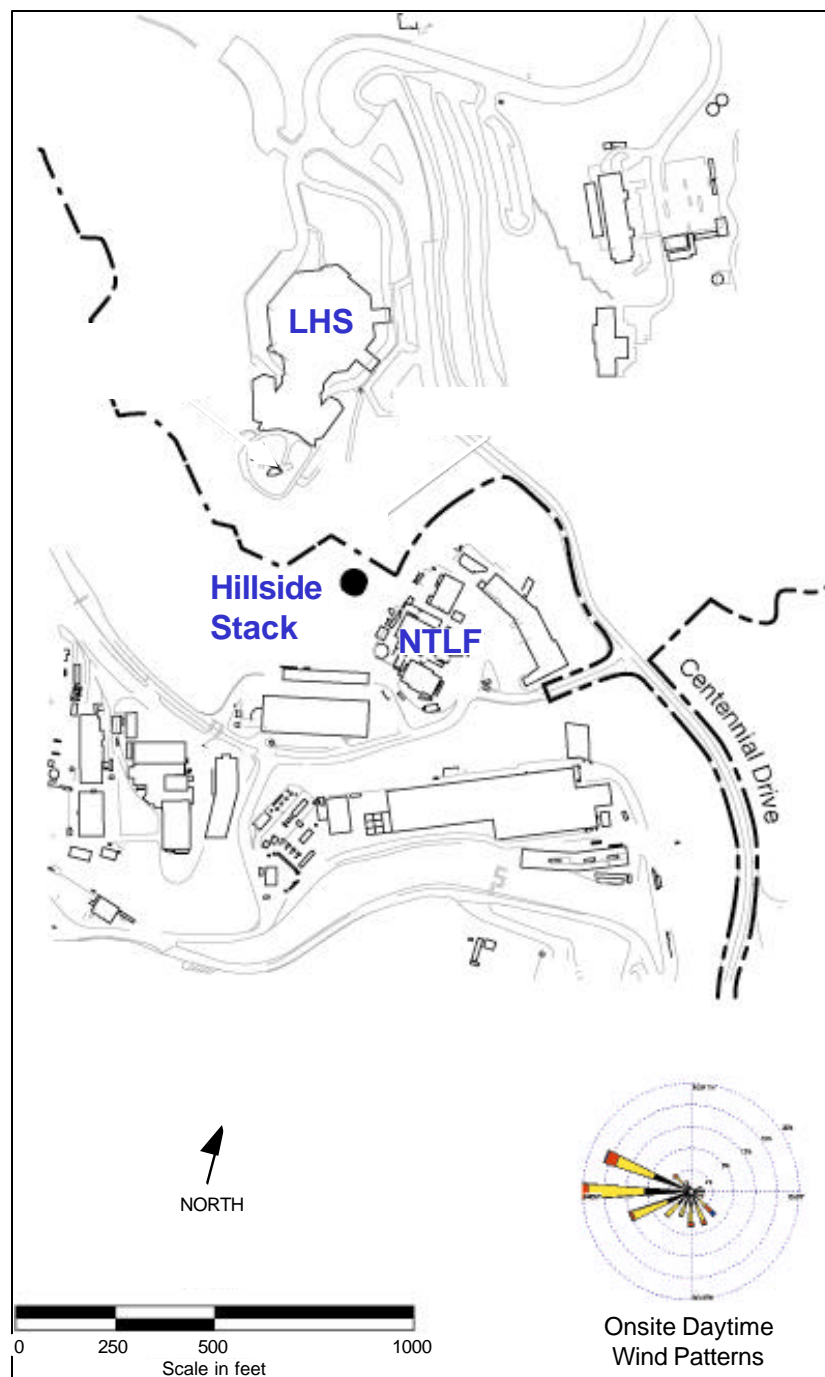 LHS
Hillside
Stack
NTLF
Centennial Drive
NORTH
0 250 500 1000
Scale in feet
Onsite Daytime
Wind Patterns